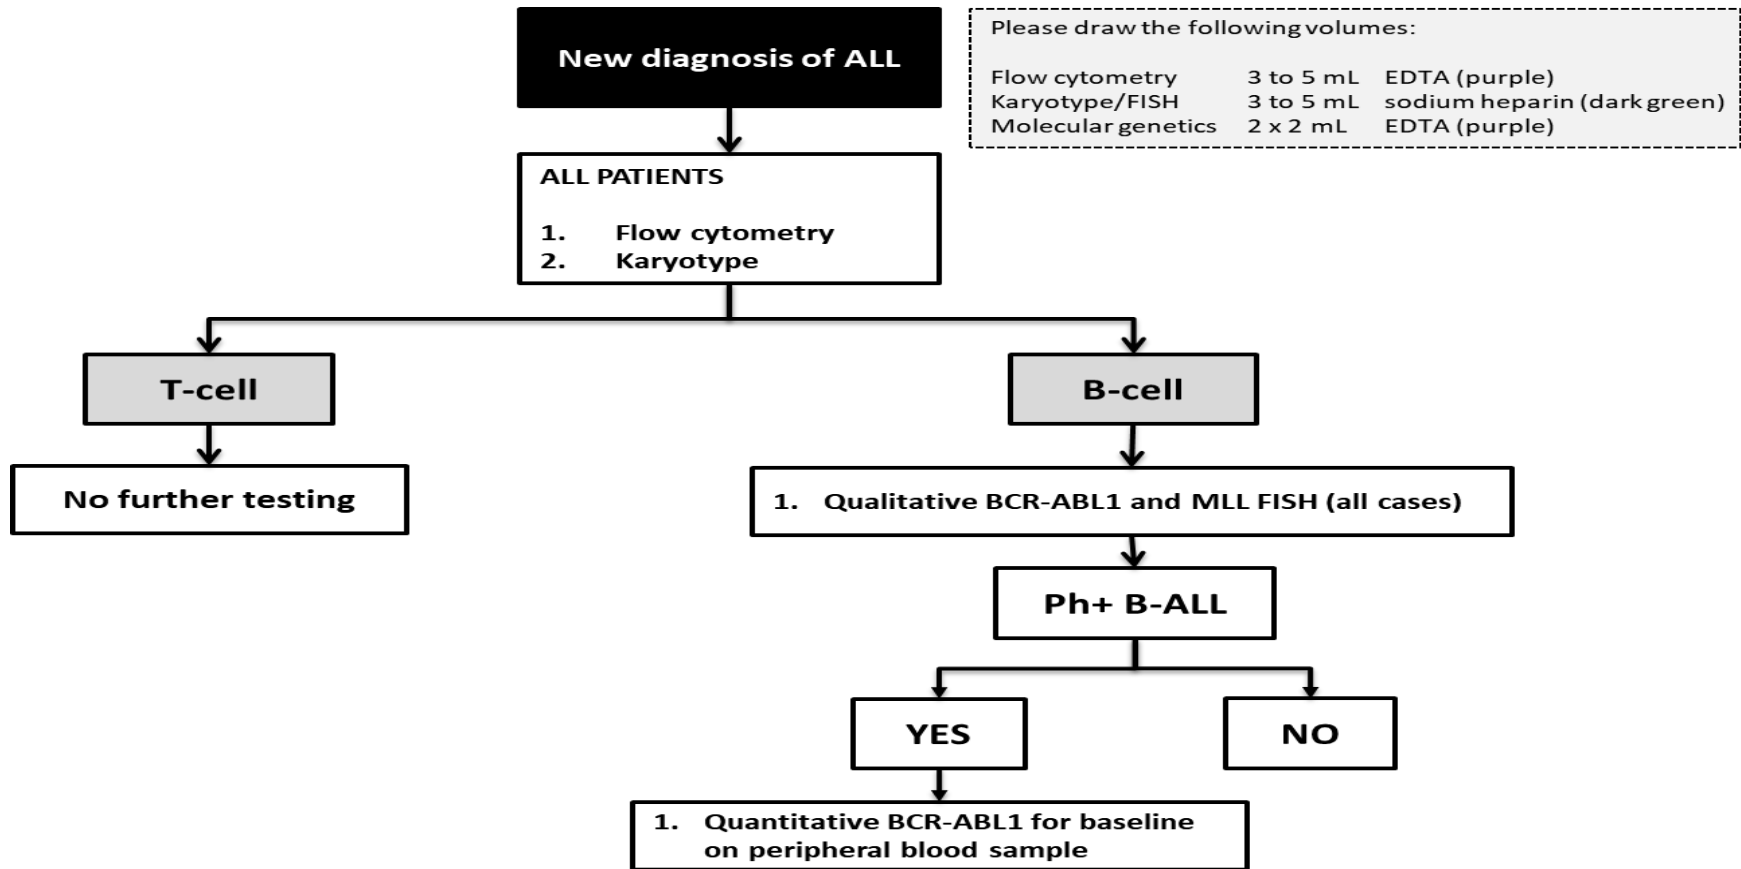 New diagnosis of ALL
Please draw the following volumes:
Flow cytometry 3 to 5 mL EDTA (purple)
Karyotype/FISH 3 to 5 mL sodium heparin (dark green)
Molecular genetics 2 x 2 mL EDTA (purple)
ALL PATIENTS
1. Flow cytometry
2. Karyotype
T-cell
B-cell
No further testing
1. Qualitative BCR-ABL1 and MLL FISH (all cases)
Ph+ B-ALL
YES
NO
1. Quantitative BCR-ABL1 for baseline
on peripheral blood sample